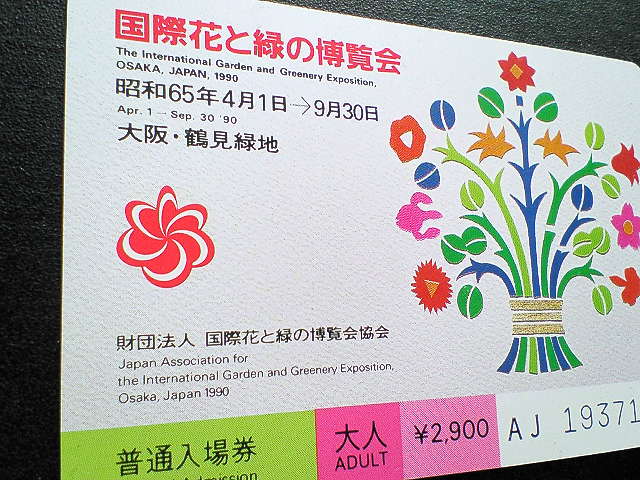 国際花と緑の博覧会
The International Garden and Greenery Exposition,
OSAKA, JAPAN, 1990
昭和65年4月1日→9月30日
Apr. 1 — Sep. 30 '90
大阪・鶴見緑地
財団法人 国際花と緑の博覧会協会
Japan Association for
the International Garden and Greenery Exposition,
Osaka, Japan 1990
普通入場券 大人 ¥2,900 AJ 19371
Admission ADULT